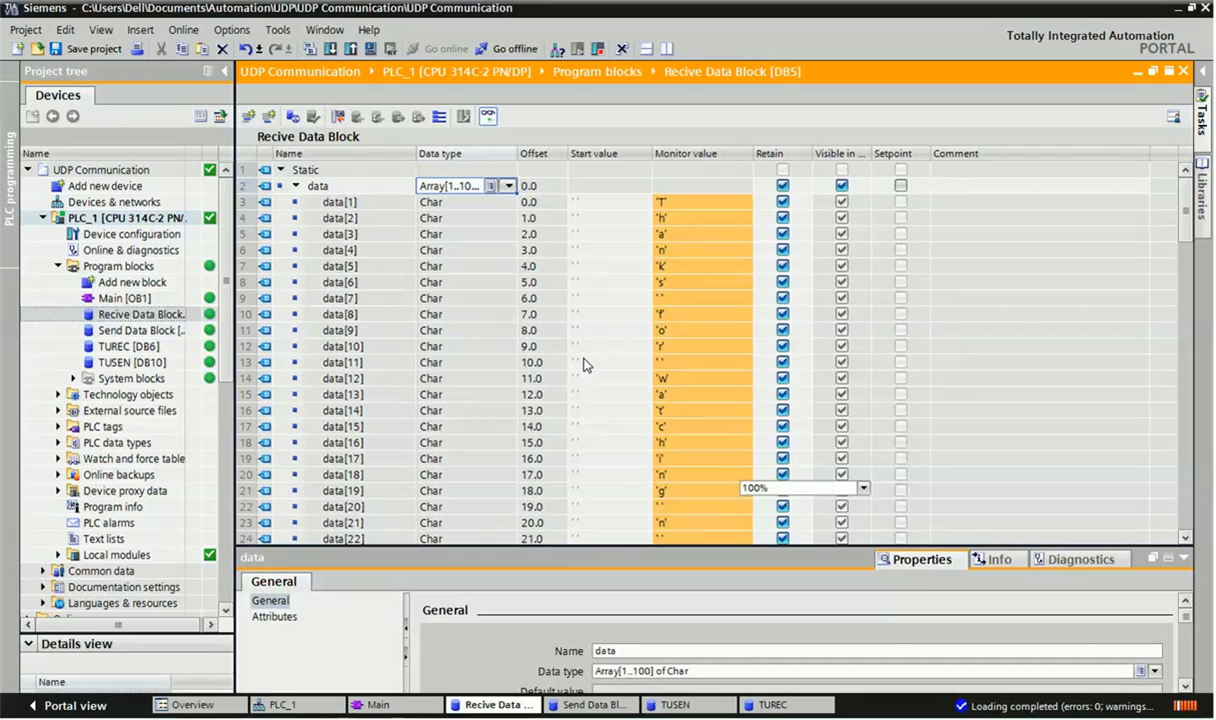 Siemens - C:\Users\Dell\Documents\Automation\UDP\UDP Communication\UDP Communication
Project Edit View Insert Online Options Tools Window Help
Totally Integrated Automation
PORTAL
Save project Go online Go offline
Project tree
UDP Communication PLC_1 [CPU 314C-2 PN/DP] Program blocks Recive Data Block [DB5]
Devices
Tasks
Libraries
PLC programming
Name
UDP Communication
Add new device
Devices & networks
PLC_1 [CPU 314C-2 PN/.
Device configuration
Online & diagnostics
Program blocks
Add new block
Main [OB1]
Recive Data Block.
Send Data Block [..
TUREC [DB6]
TUSEN [DB10]
System blocks
Technology objects
External source files
PLC tags
PLC data types
Watch and force table
Online backups
Device proxy data
Program info
PLC alarms
Text lists
Local modules
Common data
Documentation settings
Languages & resources
Details view
Name
Recive Data Block
Name Data type Offset Start value Monitor value Retain Visible in ... Setpoint Comment
1 Static
2 data Array[1..10... 0.0
3 data[1] Char 0.0 ' ' 'T'
4 data[2] Char 1.0 ' ' 'h'
5 data[3] Char 2.0 ' ' 'a'
6 data[4] Char 3.0 ' ' 'n'
7 data[5] Char 4.0 ' ' 'k'
8 data[6] Char 5.0 ' ' 's'
9 data[7] Char 6.0 ' ' ' '
10 data[8] Char 7.0 ' ' 'f'
11 data[9] Char 8.0 ' ' 'o'
12 data[10] Char 9.0 ' ' 'r'
13 data[11] Char 10.0 ' ' ' '
14 data[12] Char 11.0 ' ' 'w'
15 data[13] Char 12.0 ' ' 'a'
16 data[14] Char 13.0 ' ' 't'
17 data[15] Char 14.0 ' ' 'c'
18 data[16] Char 15.0 ' ' 'h'
19 data[17] Char 16.0 ' ' 'i'
20 data[18] Char 17.0 ' ' 'n'
21 data[19] Char 18.0 ' ' 'g'
22 data[20] Char 19.0 ' ' ' '
23 data[21] Char 20.0 ' ' 'n'
24 data[22] Char 21.0 ' ' ' '
100%
data
Properties Info Diagnostics
General
General
Attributes
General
Name data
Data type Array[1..100] of Char
Default value
Portal view Overview PLC_1 Main Recive Data ... Send Data Bl... TUSEN TUREC Loading completed (errors: 0; warnings...